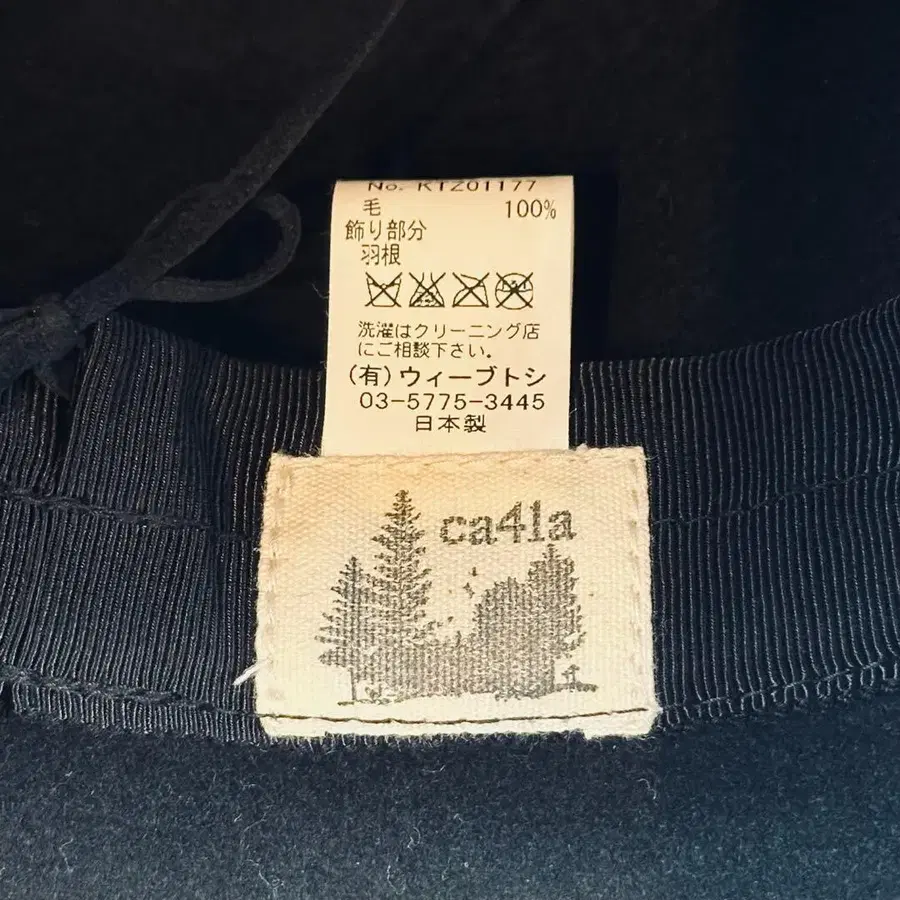 No. KTZ01177
毛 100%
飾り部分
羽根
洗濯はクリーニング店
にご相談下さい。
(有)ウィーブトシ
03-5775-3445
日本製
ca4la